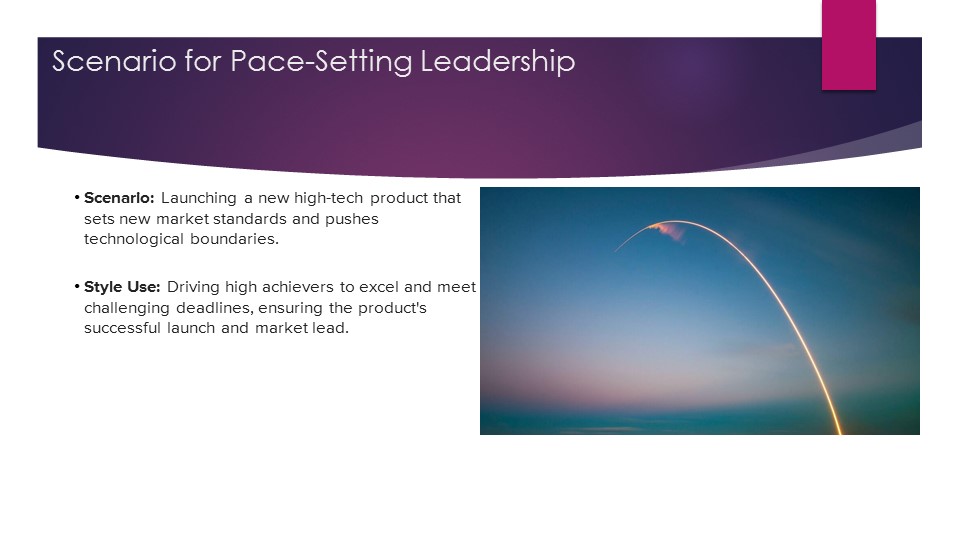 Scenario for Pace-Setting Leadership
• Scenario: Launching a new high-tech product that
sets new market standards and pushes
technological boundaries.
• Style Use: Driving high achievers to excel and meet
challenging deadlines, ensuring the product's
successful launch and market lead.